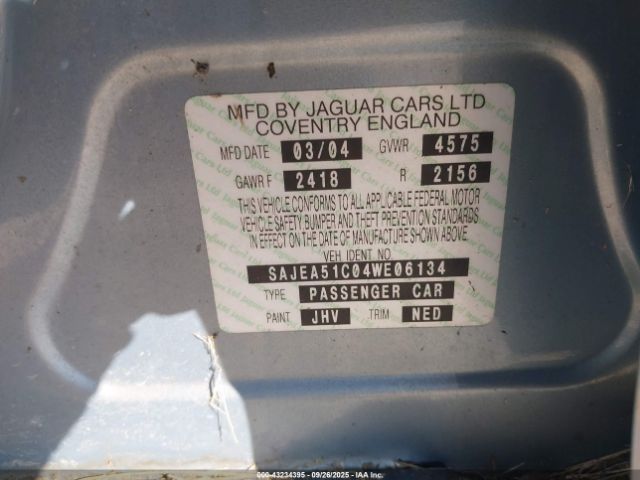 MFD BY JAGUAR CARS LTD
COVENTRY ENGLAND
MFD DATE 03/04 GVWR 4575
GAWR F 2418 R 2156
THIS VEHICLE CONFORMS TO ALL APPLICABLE FEDERAL MOTOR
VEHICLE SAFETY, BUMPER AND THEFT PREVENTION STANDARDS
IN EFFECT ON THE DATE OF MANUFACTURE SHOWN ABOVE
VEH. IDENT NO.
SAJEA51C04WE06134
TYPE PASSENGER CAR
PAINT JHV TRIM NED
000-43234395 - 09/26/2025 - IAA Inc.